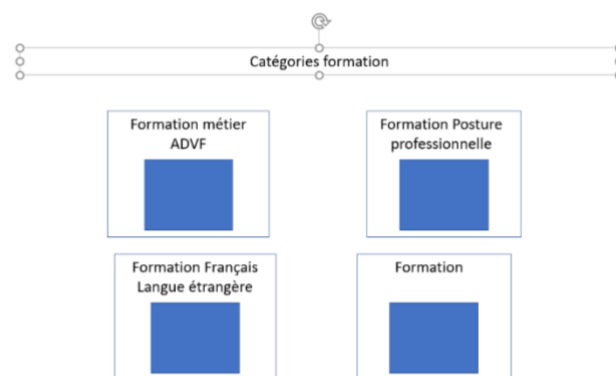 Catégories formation
Formation métier
ADVF
Formation Posture
professionnelle
Formation Français
Langue étrangère
Formation